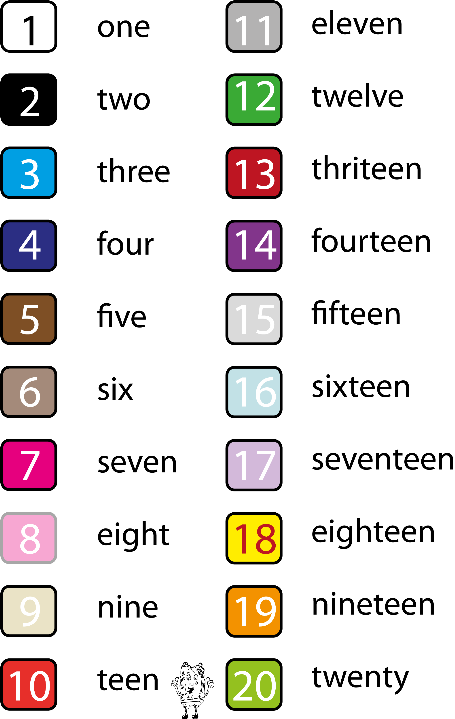 1 one
2 two
3 three
4 four
5 five
6 six
7 seven
8 eight
9 nine
10 teen
11 eleven
12 twelve
13 thriteen
14 fourteen
15 fifteen
16 sixteen
17 seventeen
18 eighteen
19 nineteen
20 twenty